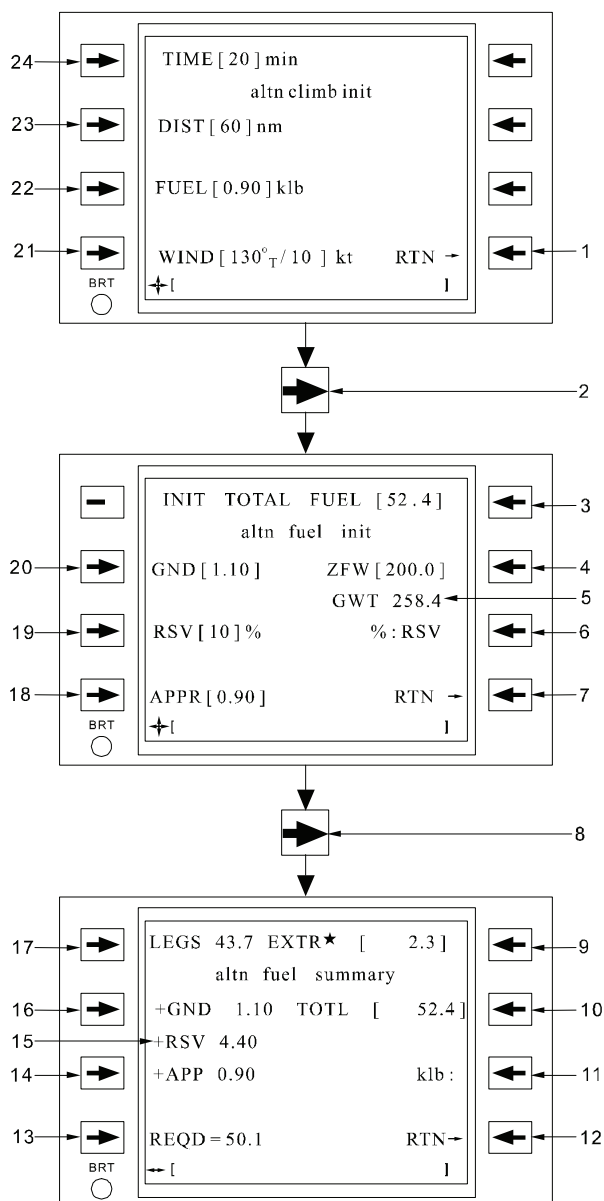 24
TIME [ 20 ] min
altn climb init
23
DIST [ 60 ] nm
22
FUEL [ 0.90 ] klb
21
WIND [ 130°T / 10 ] kt RTN →
1
BRT
[ ]
2
INIT TOTAL FUEL [ 52.4 ]
3
altn fuel init
20
GND [ 1.10 ] ZFW [ 200.0 ]
4
GWT 258.4
5
19
RSV [ 10 ] % % : RSV
6
18
APPR [ 0.90 ] RTN →
7
BRT
[ ]
8
17
LEGS 43.7 EXTR★ [ 2.3 ]
9
altn fuel summary
16
+GND 1.10 TOTL [ 52.4 ]
10
15
+RSV 4.40
14
+APP 0.90 klb :
11
13
REQD = 50.1 RTN→
12
BRT
↔ [ ]